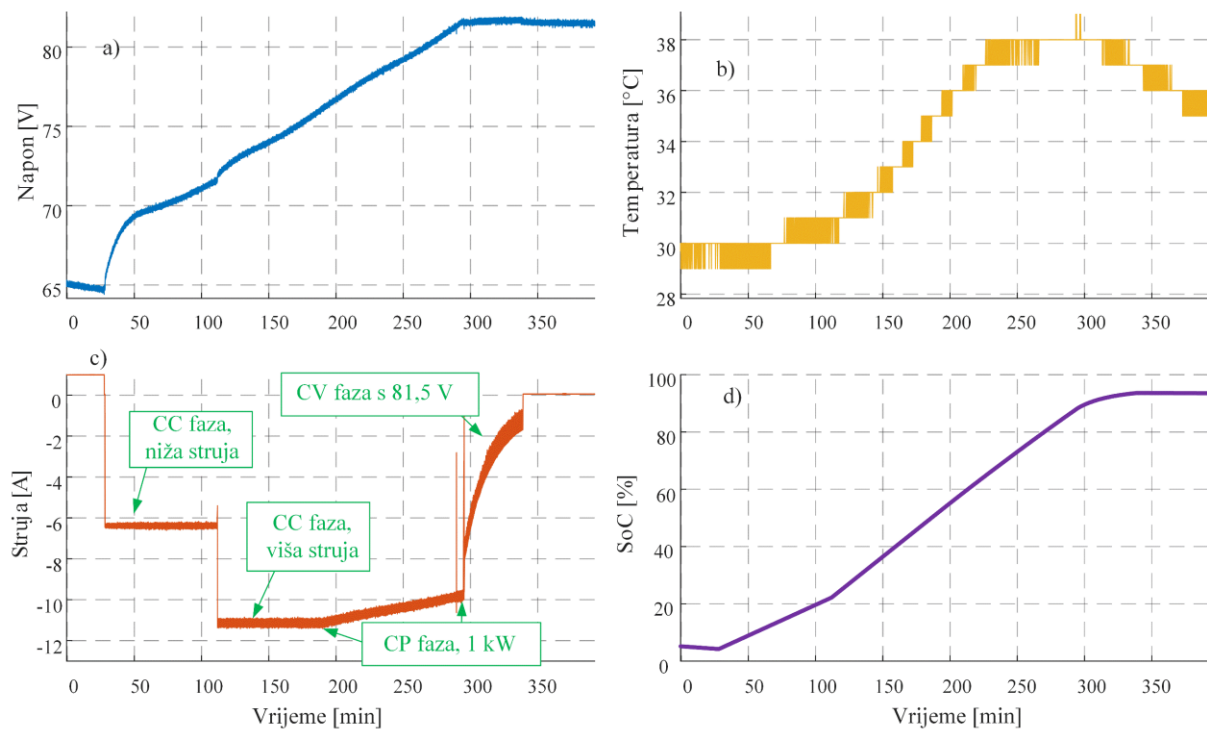 a)
Napon [V]
80
75
70
65
0 50 100 150 200 250 300 350
b)
Temperatura [°C]
38
36
34
32
30
28
0 50 100 150 200 250 300 350
c)
Struja [A]
0
-2
-4
-6
-8
-10
-12
CC faza,
niža struja
CC faza,
viša struja
CV faza s 81,5 V
CP faza, 1 kW
0 50 100 150 200 250 300 350
Vrijeme [min]
d)
SoC [%]
100
80
60
40
20
0
0 50 100 150 200 250 300 350
Vrijeme [min]